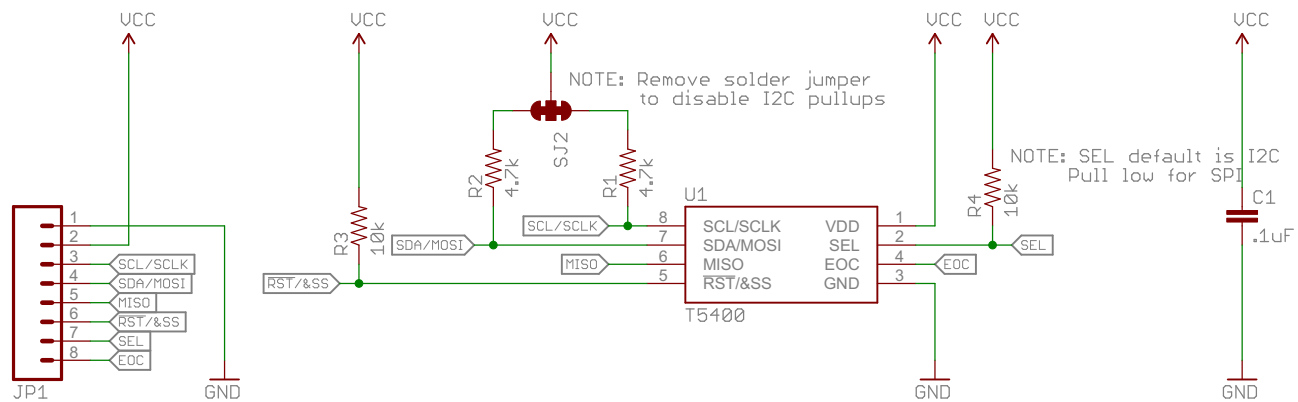 VCC
VCC
VCC
VCC
VCC
VCC
NOTE: Remove solder jumper
to disable I2C pullups
SJ2
R2
4.7k
R1
4.7k
R3
10k
R4
10k
NOTE: SEL default is I2C
Pull low for SPI
C1
.1uF
U1
SCL/SCLK
8
SCL/SCLK
VDD
1
SDA/MOSI
7
SDA/MOSI
SEL
2
SEL
MISO
6
MISO
EOC
4
EOC
RST/&SS
5
RST/&SS
GND
3
T5400
1
2
3
SCL/SCLK
4
SDA/MOSI
5
MISO
6
RST/&SS
7
SEL
8
EOC
JP1
GND
GND
GND